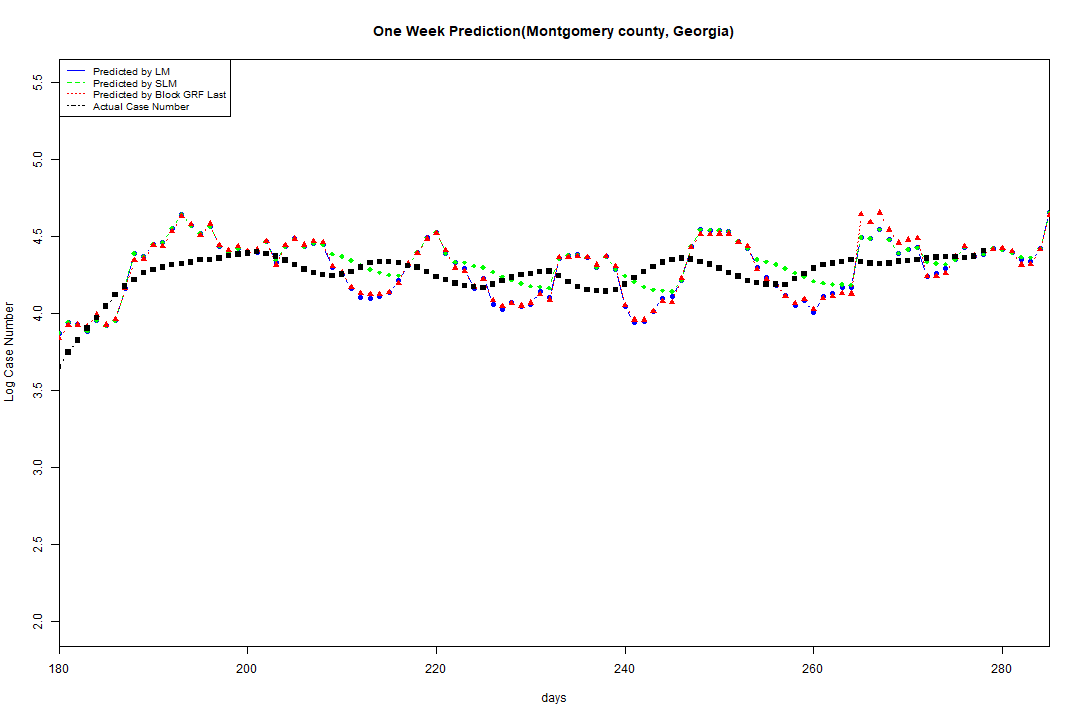 One Week Prediction(Montgomery county, Georgia)
Predicted by LM
Predicted by SLM
Predicted by Block GRF Last
Actual Case Number
5.5
5.0
4.5
4.0
3.5
3.0
2.5
2.0
Log Case Number
180 200 220 240 260 280
days